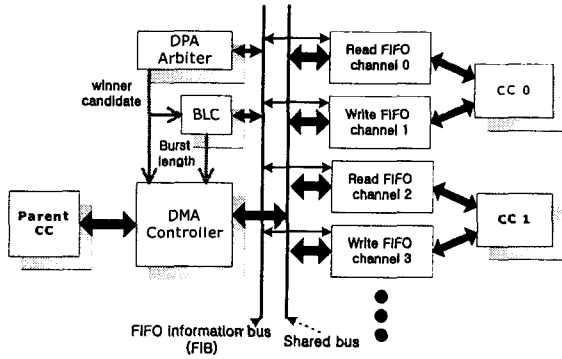 DPA
Arbiter
winner
candidate
BLC
Burst
length
Parent
CC
DMA
Controller
Read FIFO
channel 0
Write FIFO
channel 1
CC 0
Read FIFO
channel 2
Write FIFO
channel 3
CC 1
FIFO Information bus
(FIB)
Shared bus